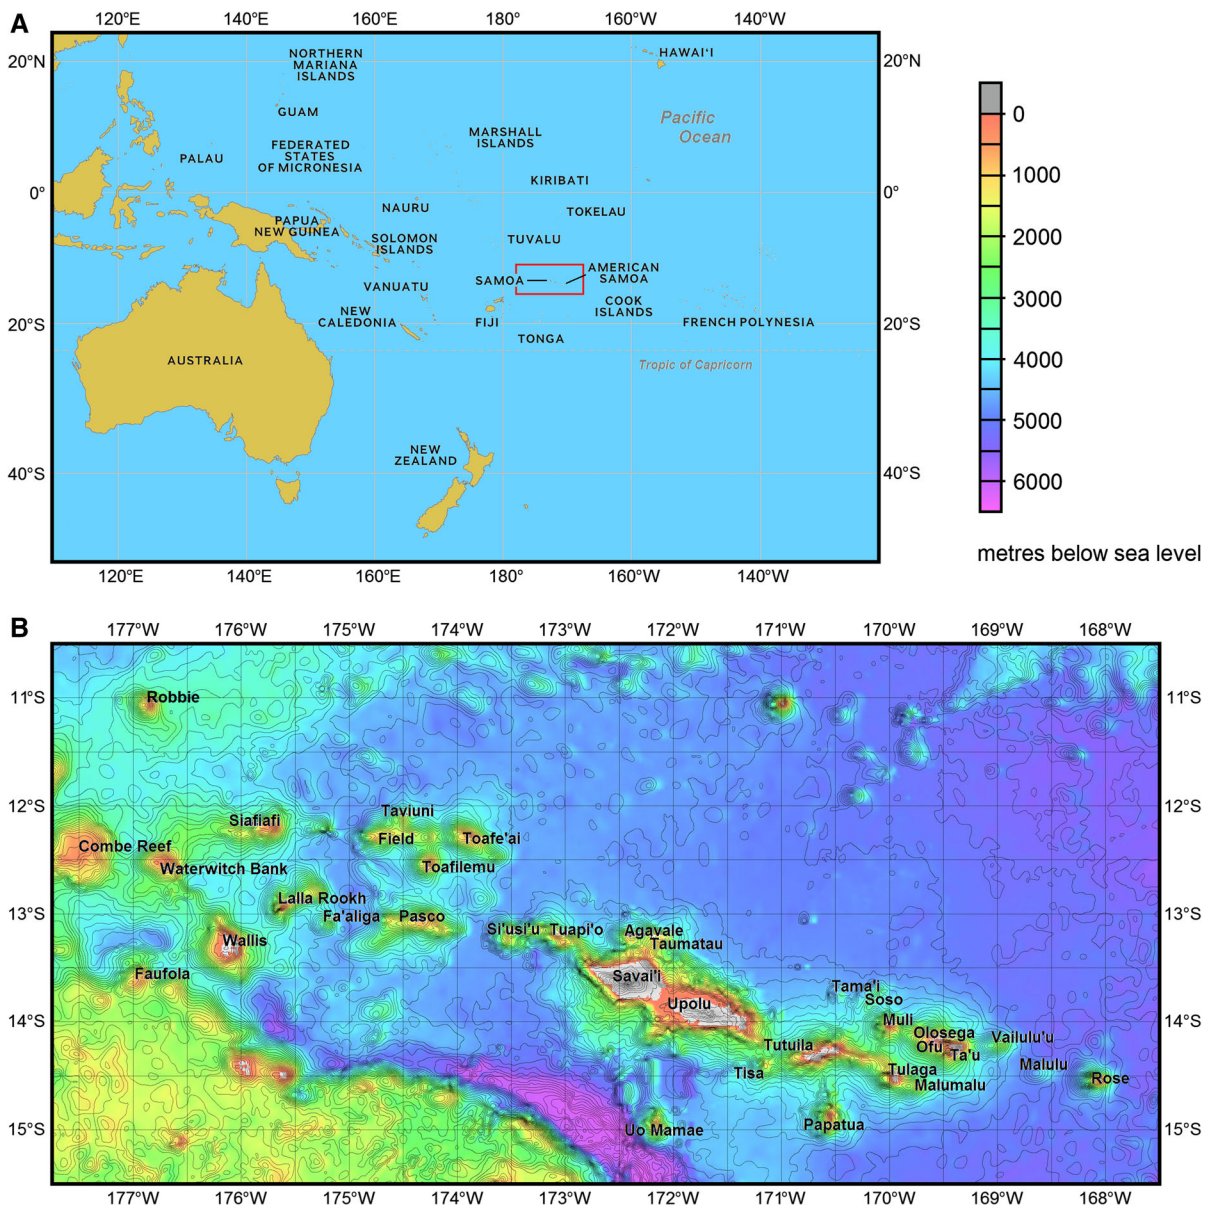 A
120°E 140°E 160°E 180° 160°W 140°W
20°N
20°N
0°
0°
20°S
20°S
40°S
40°S
NORTHERN
MARIANA
ISLANDS
HAWAI'I
GUAM
Pacific
Ocean
MARSHALL
ISLANDS
FEDERATED
STATES
OF MICRONESIA
PALAU
KIRIBATI
NAURU
TOKELAU
PAPUA
NEW GUINEA
SOLOMON
ISLANDS
TUVALU
SAMOA
AMERICAN
SAMOA
VANUATU
COOK
ISLANDS
NEW
CALEDONIA
FIJI
FRENCH POLYNESIA
TONGA
AUSTRALIA
Tropic of Capricorn
NEW
ZEALAND
120°E 140°E 160°E 180° 160°W 140°W
0
1000
2000
3000
4000
5000
6000
metres below sea level
B
177°W 176°W 175°W 174°W 173°W 172°W 171°W 170°W 169°W 168°W
11°S
11°S
12°S
12°S
13°S
13°S
14°S
14°S
15°S
15°S
Robbie
Taviuni
Siafiafi
Field
Toafe'ai
Combe Reef
Waterwitch Bank
Toafilemu
Lalla Rookh
Fa'aliga
Pasco
Si'usi'u
Tuapi'o
Agavale
Taumatau
Wallis
Faufola
Savai'i
Upolu
Tama'i
Soso
Muli
Olosega
Ofu
Ta'u
Vailulu'u
Tutuila
Tisa
Tulaga
Malumalu
Malulu
Rose
Papatua
Uo Mamae
177°W 176°W 175°W 174°W 173°W 172°W 171°W 170°W 169°W 168°W